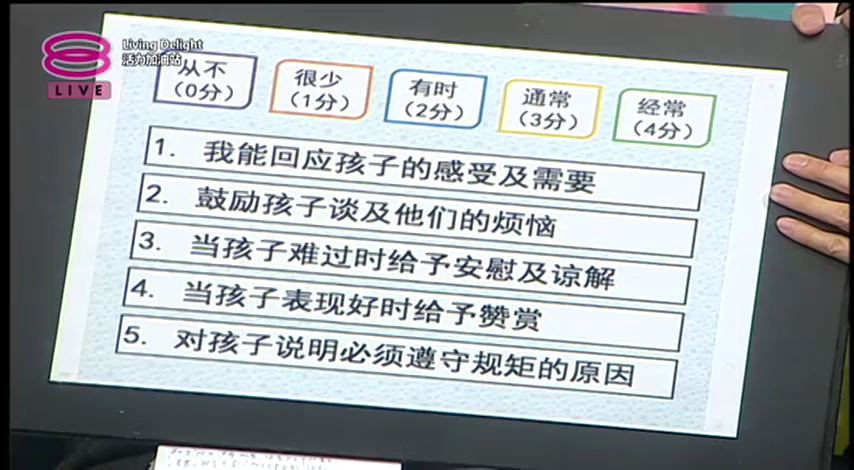 8
LIVE
Living Delight
活力加油站
从不
(0分)
很少
(1分)
有时
(2分)
通常
(3分)
经常
(4分)
1. 我能回应孩子的感受及需要
2. 鼓励孩子谈及他们的烦恼
3. 当孩子难过时给予安慰及谅解
4. 当孩子表现好时给予赞赏
5. 对孩子说明必须遵守规矩的原因